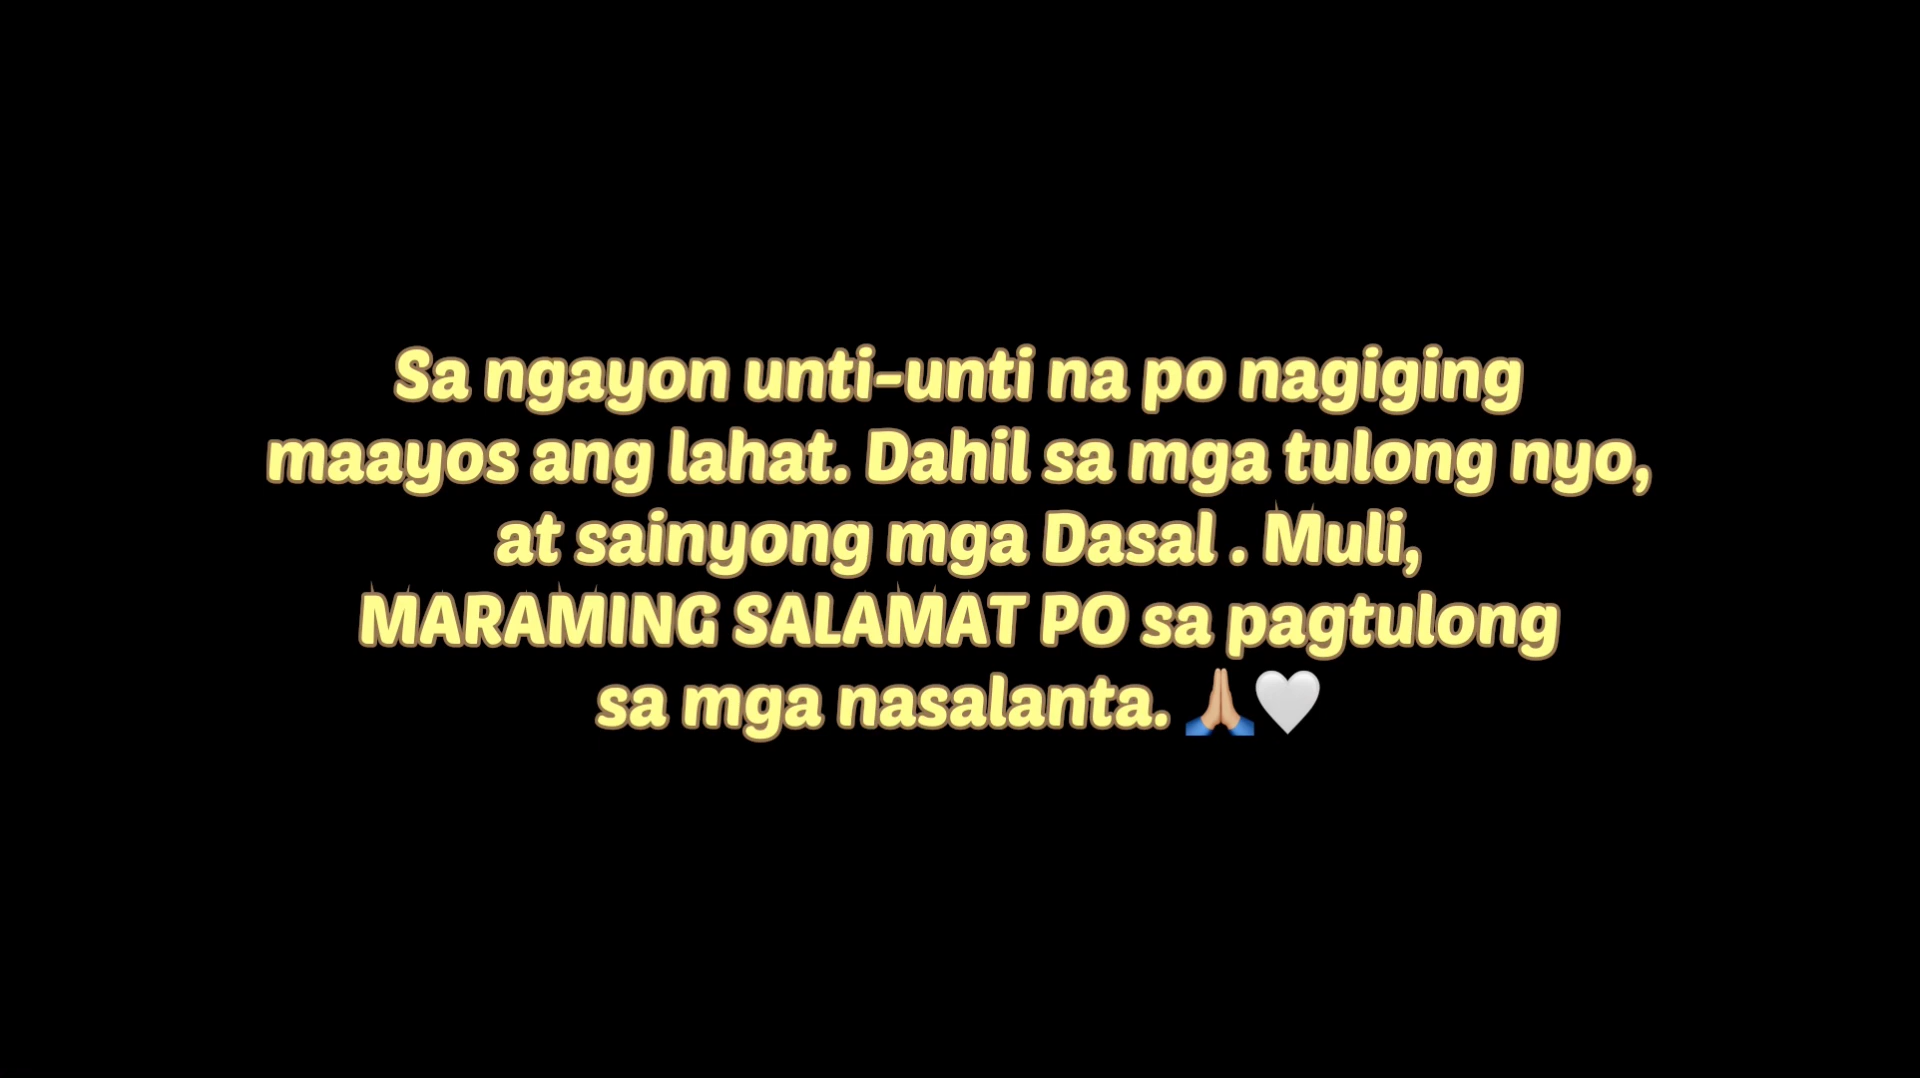 Sa ngayon unti-unti na po nagiging
maayos ang lahat. Dahil sa mga tulong nyo,
at sainyong mga Dasal . Muli,
MARAMING SALAMAT PO sa pagtulong
sa mga nasalanta. 🙏🏼🤍